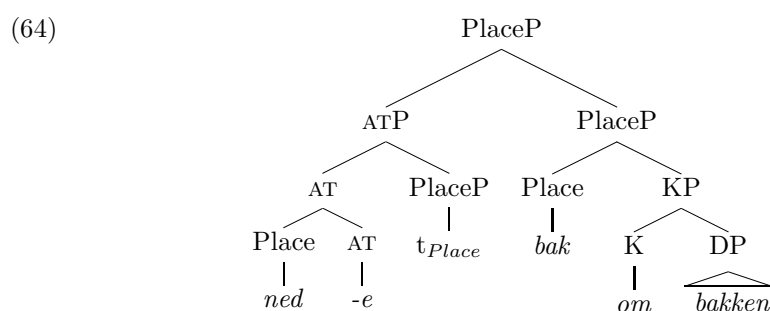 (64) PlaceP
ATP PlaceP
AT PlaceP Place KP
Place AT t_Place bak K DP
ned -e om bakken